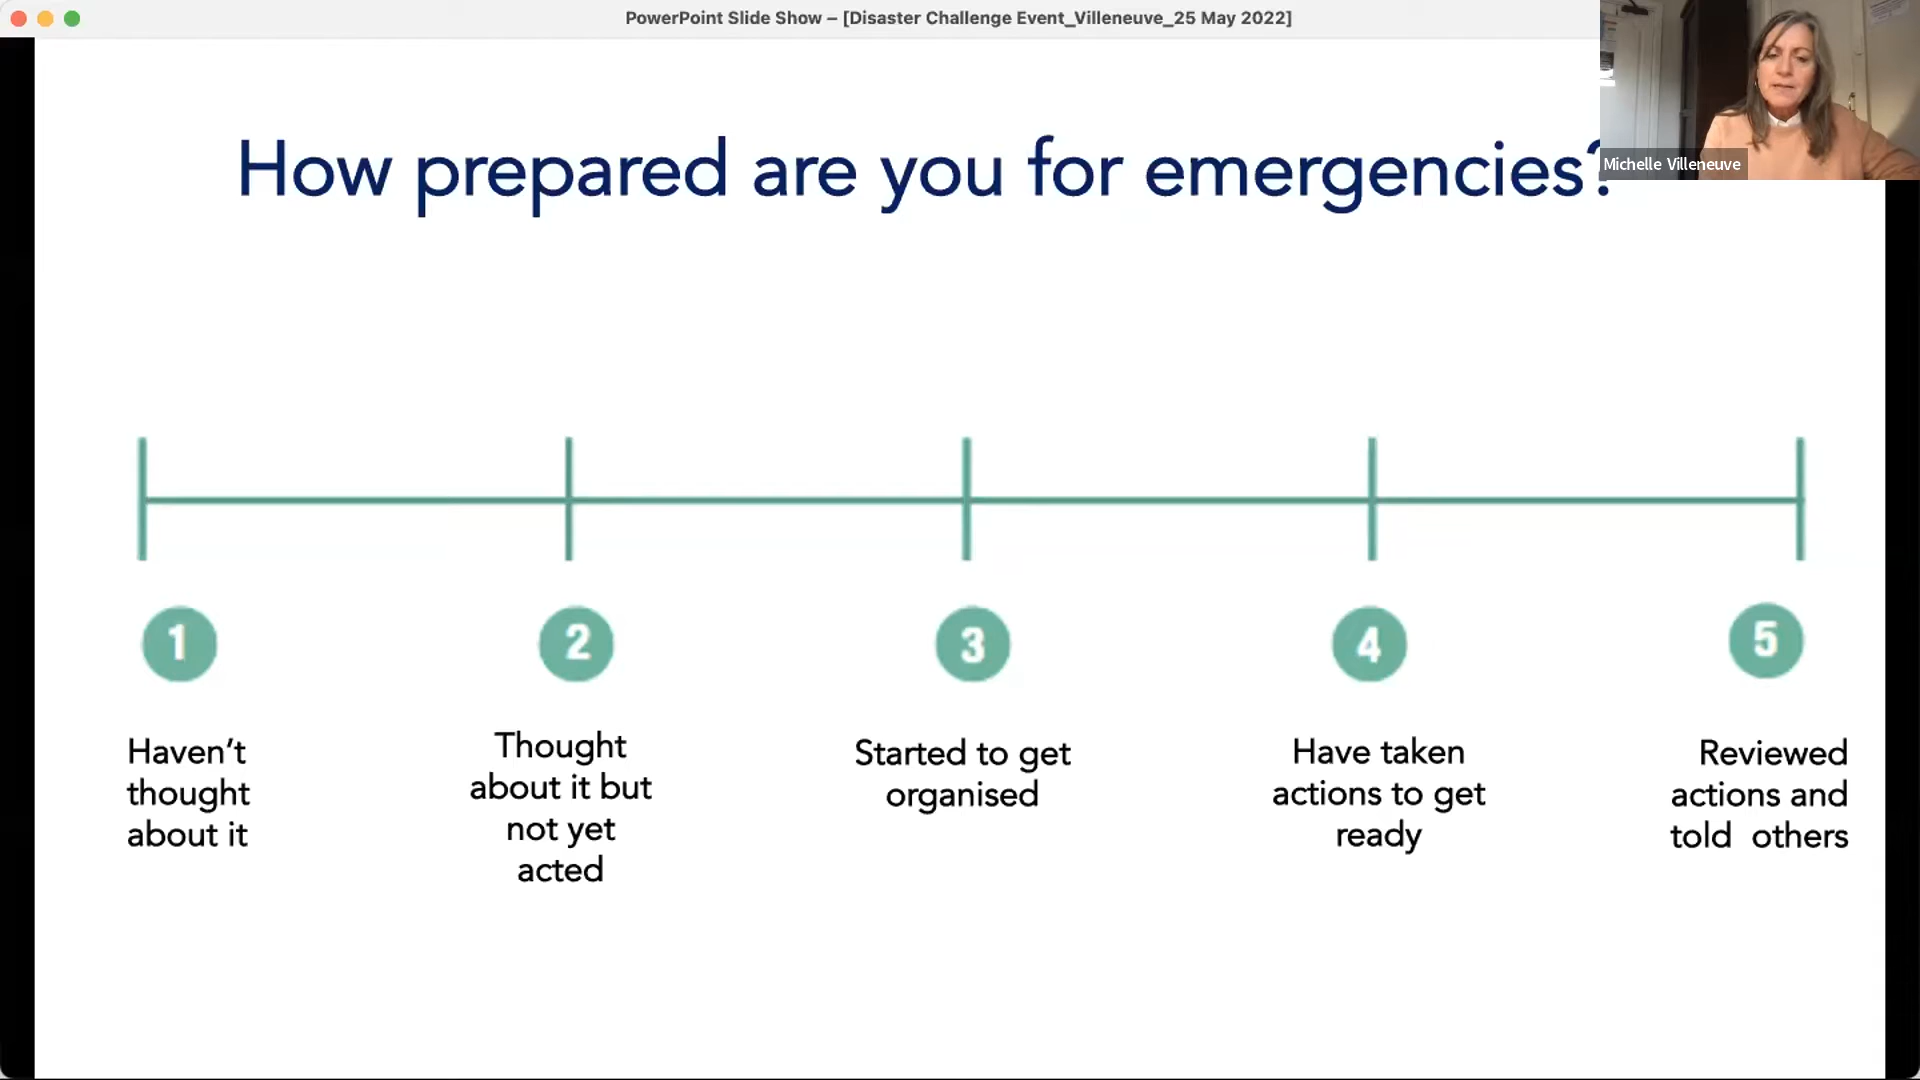 PowerPoint Slide Show – [Disaster Challenge Event_Villeneuve_25 May 2022]
How prepared are you for emergencies?
Michelle Villeneuve
1
2
3
4
5
Haven’t
thought
about it
Thought
about it but
not yet
acted
Started to get
organised
Have taken
actions to get
ready
Reviewed
actions and
told others